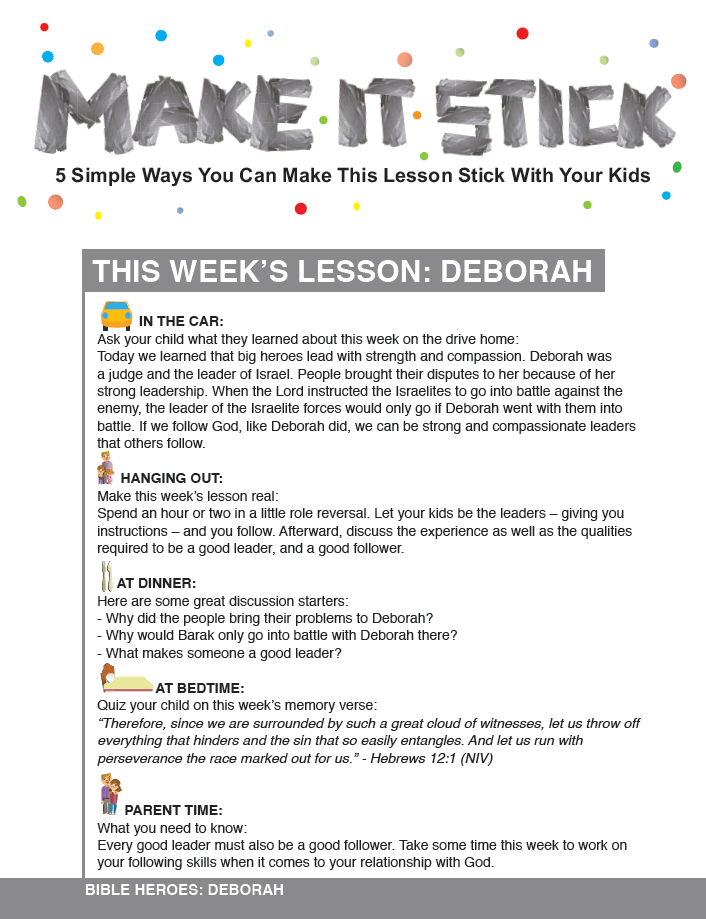 MAKE IT STICK
5 Simple Ways You Can Make This Lesson Stick With Your Kids
THIS WEEK’S LESSON: DEBORAH
IN THE CAR:
Ask your child what they learned about this week on the drive home:
Today we learned that big heroes lead with strength and compassion. Deborah was
a judge and the leader of Israel. People brought their disputes to her because of her
strong leadership. When the Lord instructed the Israelites to go into battle against the
enemy, the leader of the Israelite forces would only go if Deborah went with them into
battle. If we follow God, like Deborah did, we can be strong and compassionate leaders
that others follow.
HANGING OUT:
Make this week’s lesson real:
Spend an hour or two in a little role reversal. Let your kids be the leaders – giving you
instructions – and you follow. Afterward, discuss the experience as well as the qualities
required to be a good leader, and a good follower.
AT DINNER:
Here are some great discussion starters:
- Why did the people bring their problems to Deborah?
- Why would Barak only go into battle with Deborah there?
- What makes someone a good leader?
AT BEDTIME:
Quiz your child on this week’s memory verse:
“Therefore, since we are surrounded by such a great cloud of witnesses, let us throw off
everything that hinders and the sin that so easily entangles. And let us run with
perseverance the race marked out for us.” - Hebrews 12:1 (NIV)
PARENT TIME:
What you need to know:
Every good leader must also be a good follower. Take some time this week to work on
your following skills when it comes to your relationship with God.
BIBLE HEROES: DEBORAH